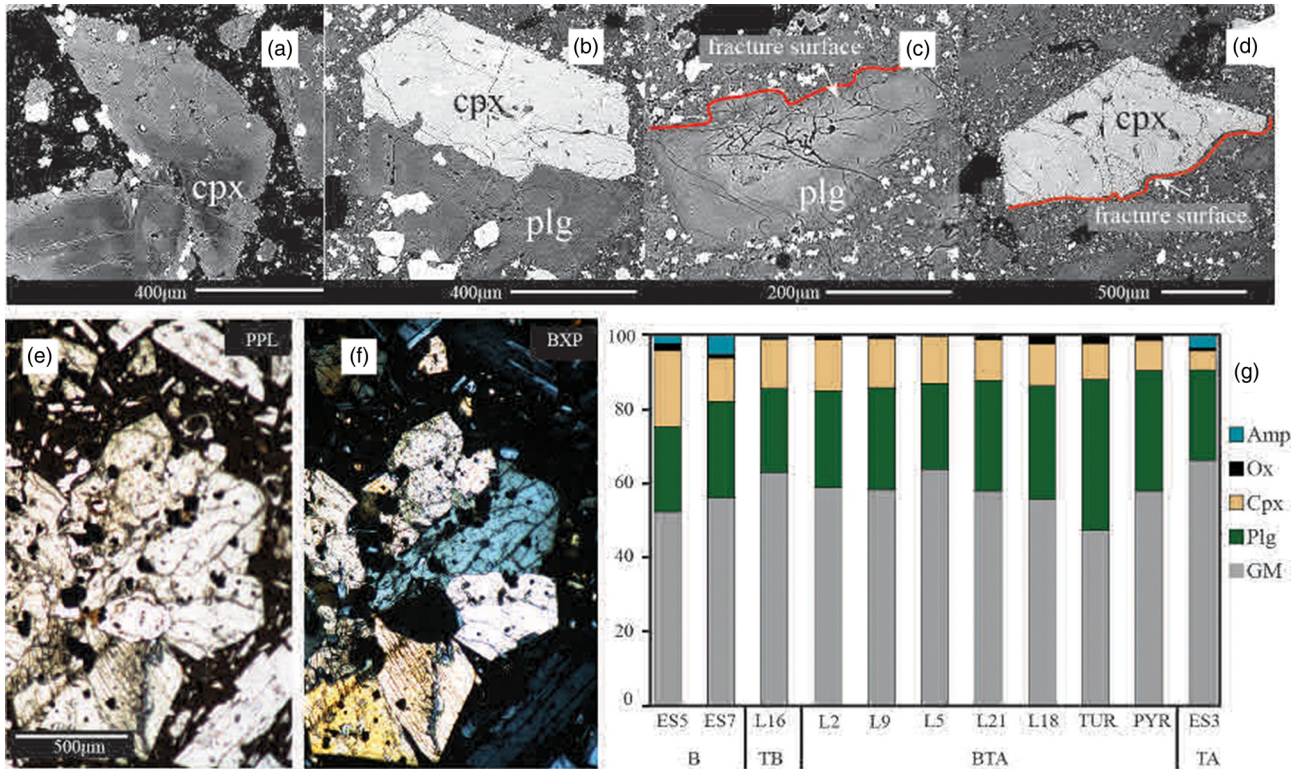 (a)
cpx
400μm
(b)
cpx
plg
400μm
fracture surface
(c)
plg
200μm
(d)
cpx
fracture surface
500μm
(e)
PPL
500μm
(f)
BXP
(g)
100
80
60
40
20
0
ES5 ES7 L16 L2 L9 L5 L21 L18 TUR PYR ES3
B TB BTA TA
Amp
Ox
Cpx
Plg
GM